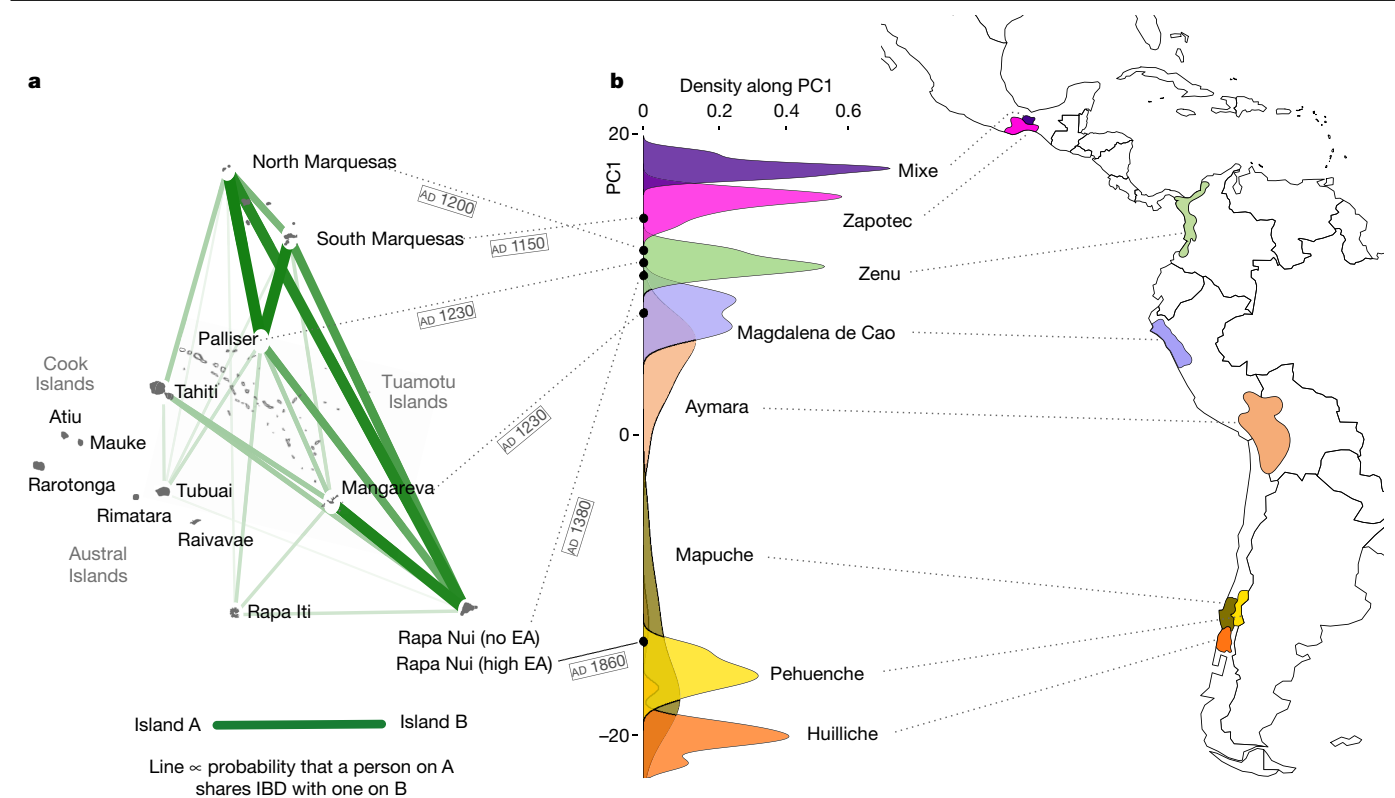 a
North Marquesas
South Marquesas
Palliser
Cook
Islands
Tahiti
Tuamotu
Islands
Atiu
Mauke
Rarotonga
Tubuai
Mangareva
Rimatara
Raivavae
Austral
Islands
Rapa Iti
Rapa Nui (no EA)
Rapa Nui (high EA)
Island A
Island B
Line ∝ probability that a person on A
shares IBD with one on B
AD 1200
AD 1150
AD 1230
AD 1230
AD 1380
AD 1860
b
Density along PC1
0 0.2 0.4 0.6
PC1
20
0
–20
Mixe
Zapotec
Zenu
Magdalena de Cao
Aymara
Mapuche
Pehuenche
Huilliche